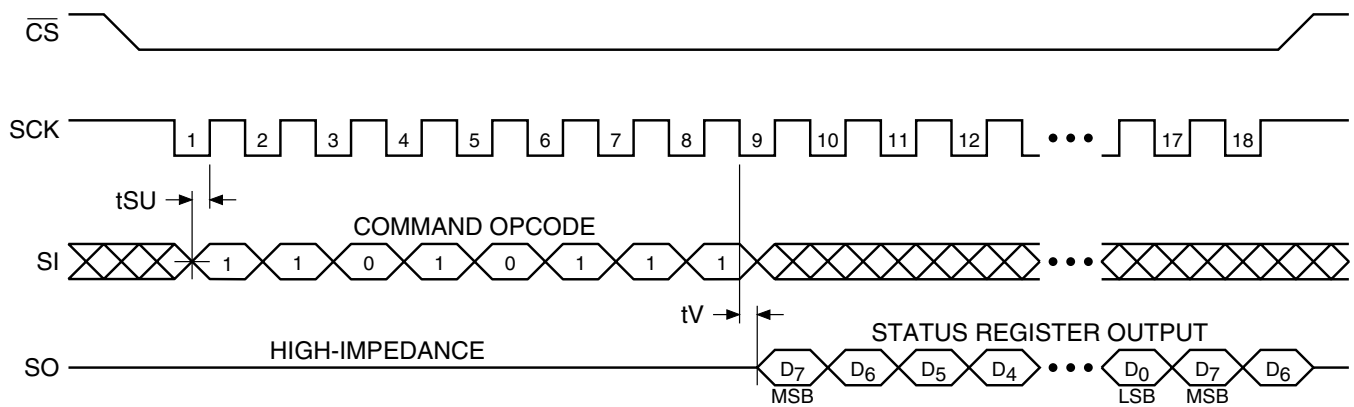 CS
SCK 1 2 3 4 5 6 7 8 9 10 11 12 17 18
tSU
COMMAND OPCODE
SI 1 1 0 1 0 1 1 1
tV
HIGH-IMPEDANCE
STATUS REGISTER OUTPUT
SO D7 D6 D5 D4 D0 D7 D6
MSB LSB MSB